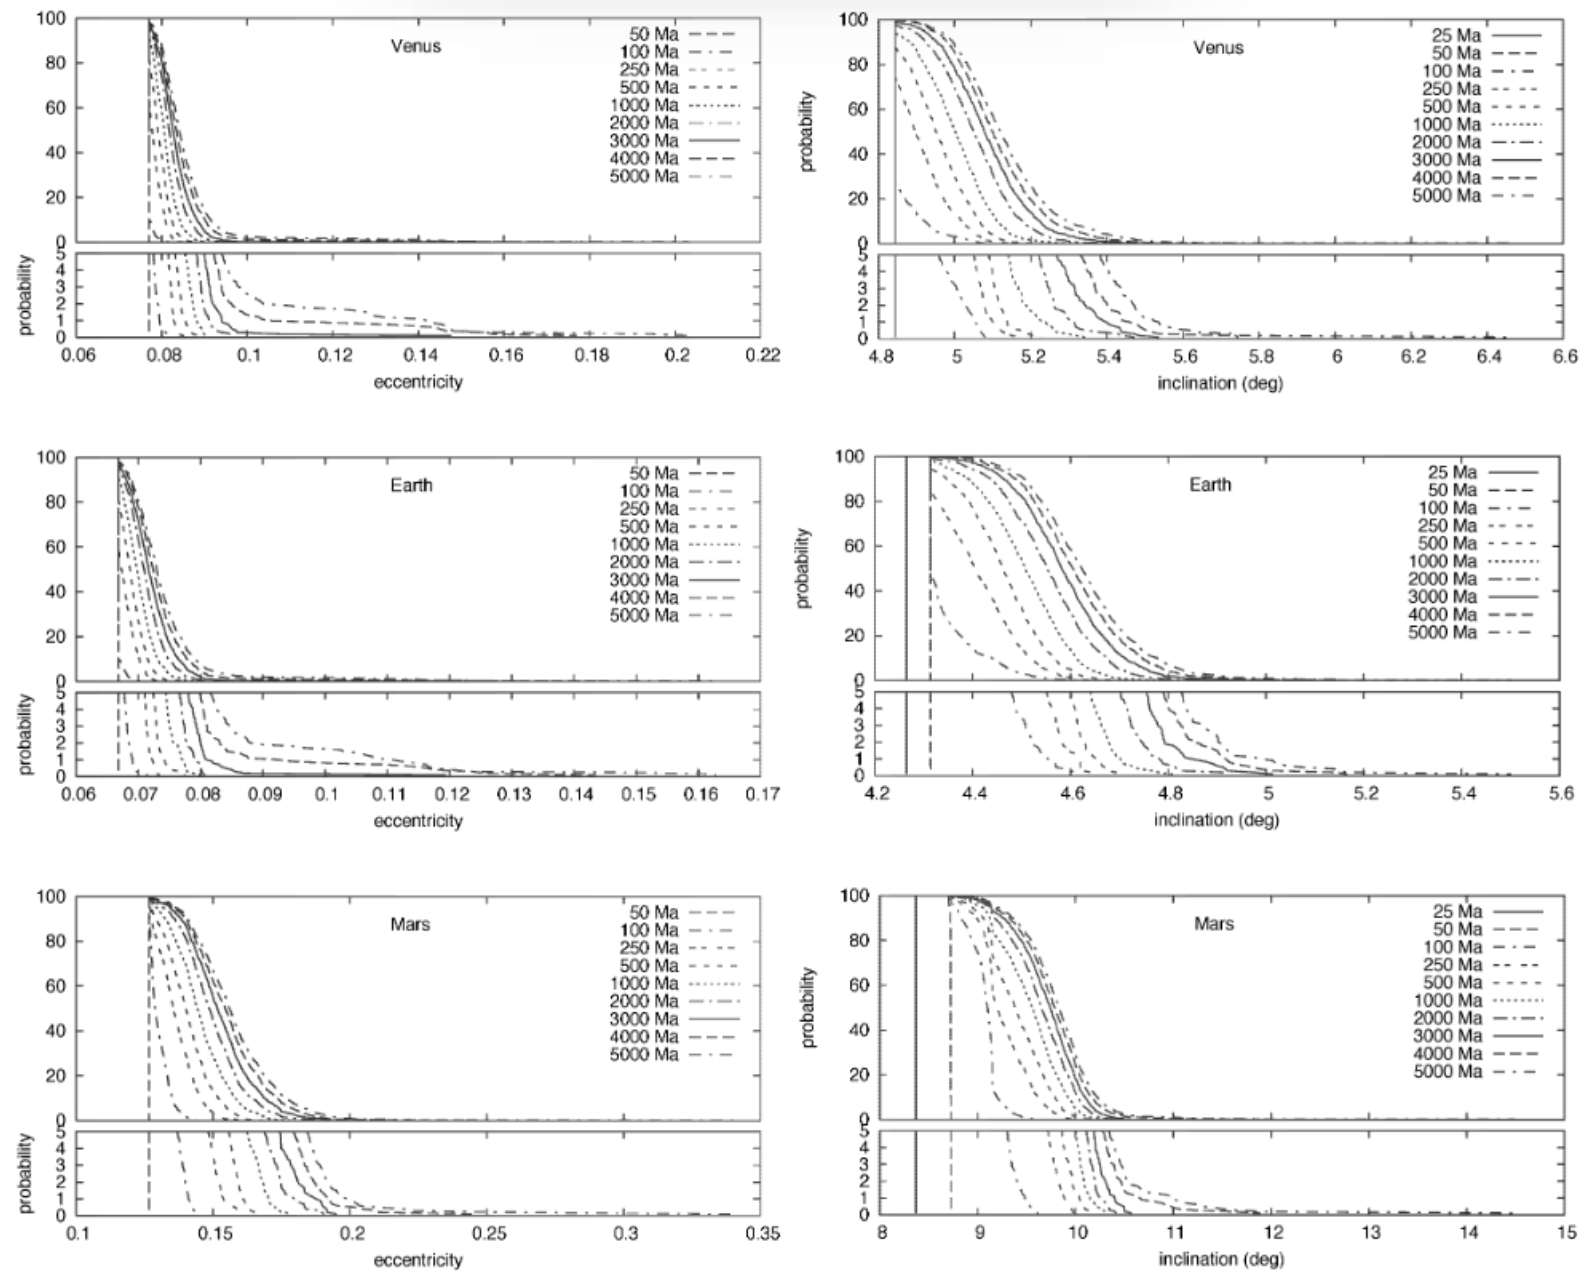 Venus
probability
100
80
60
40
20
0
50 Ma
100 Ma
250 Ma
500 Ma
1000 Ma
2000 Ma
3000 Ma
4000 Ma
5000 Ma
probability
5
4
3
2
1
0
0.06 0.08 0.1 0.12 0.14 0.16 0.18 0.2 0.22
eccentricity
Venus
probability
100
80
60
40
20
0
25 Ma
50 Ma
100 Ma
250 Ma
500 Ma
1000 Ma
2000 Ma
3000 Ma
4000 Ma
5000 Ma
5
4
3
2
1
0
4.8 5 5.2 5.4 5.6 5.8 6 6.2 6.4 6.6
inclination (deg)
Earth
100
80
60
40
20
0
50 Ma
100 Ma
250 Ma
500 Ma
1000 Ma
2000 Ma
3000 Ma
4000 Ma
5000 Ma
probability
5
4
3
2
1
0
0.06 0.07 0.08 0.09 0.1 0.11 0.12 0.13 0.14 0.15 0.16 0.17
eccentricity
Earth
probability
100
80
60
40
20
0
25 Ma
50 Ma
100 Ma
250 Ma
500 Ma
1000 Ma
2000 Ma
3000 Ma
4000 Ma
5000 Ma
5
4
3
2
1
0
4.2 4.4 4.6 4.8 5 5.2 5.4 5.6
inclination (deg)
Mars
100
80
60
40
20
0
50 Ma
100 Ma
250 Ma
500 Ma
1000 Ma
2000 Ma
3000 Ma
4000 Ma
5000 Ma
probability
5
4
3
2
1
0
0.1 0.15 0.2 0.25 0.3 0.35
eccentricity
Mars
probability
100
80
60
40
20
0
25 Ma
50 Ma
100 Ma
250 Ma
500 Ma
1000 Ma
2000 Ma
3000 Ma
4000 Ma
5000 Ma
5
4
3
2
1
0
8 9 10 11 12 13 14 15
inclination (deg)